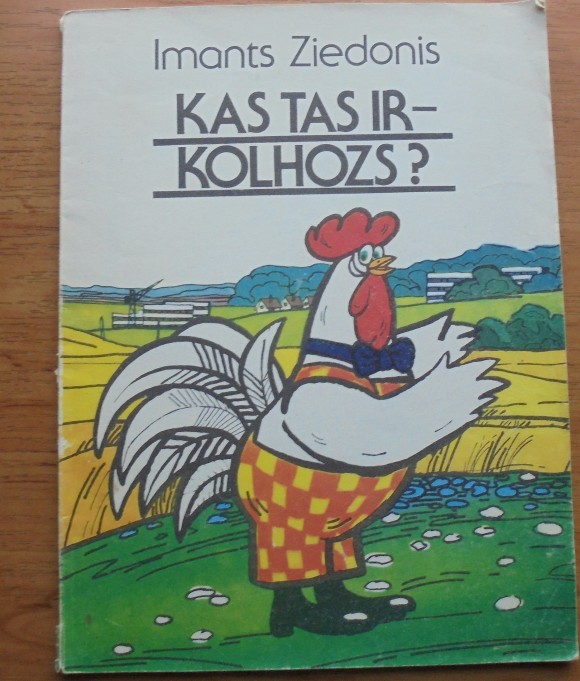 Imants Ziedonis
KAS TAS IR—
KOLHOZS?